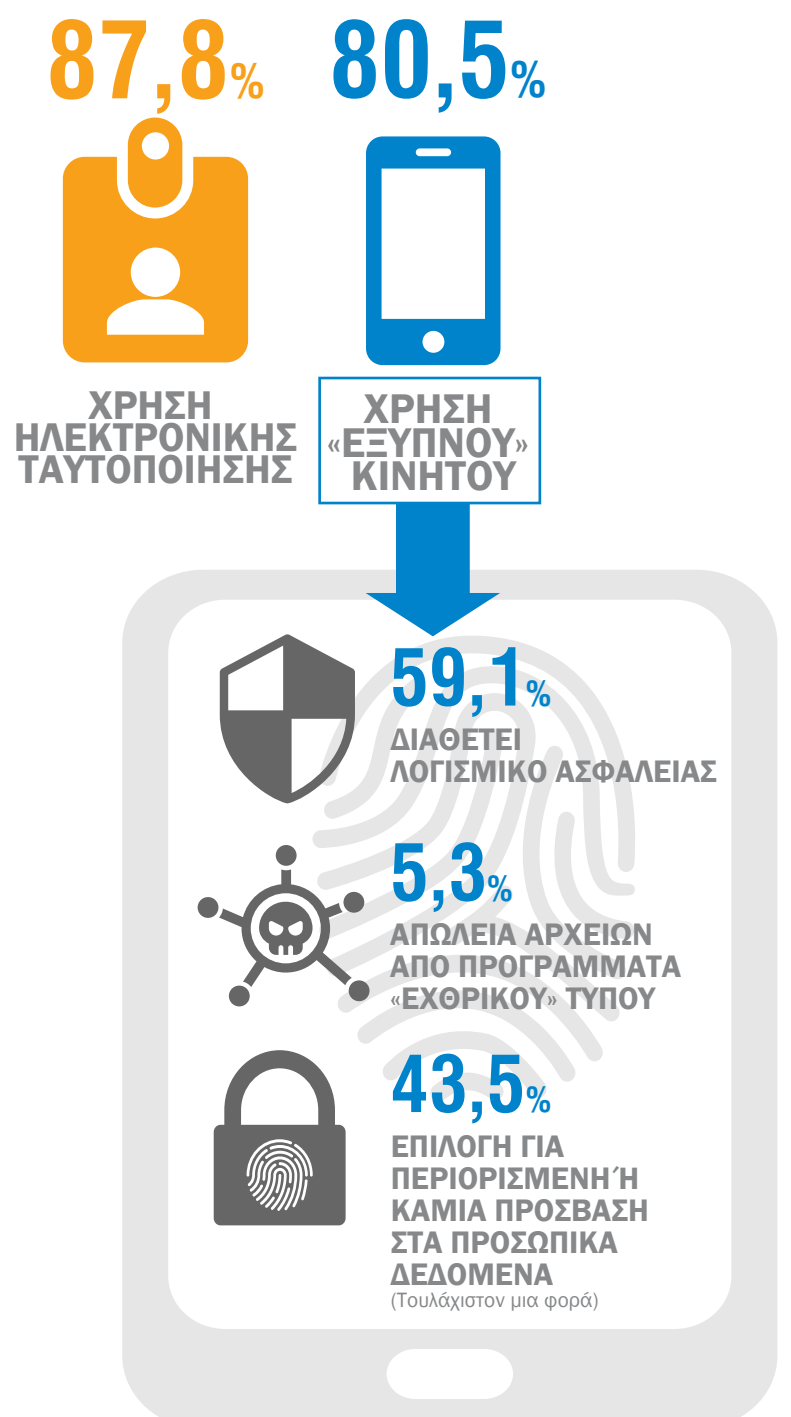 87,8%
80,5%
ΧΡΗΣΗ
ΗΛΕΚΤΡΟΝΙΚΗΣ
ΤΑΥΤΟΠΟΙΗΣΗΣ
ΧΡΗΣΗ
«ΕΞΥΠΝΟΥ»
ΚΙΝΗΤΟΥ
59,1%
ΔΙΑΘΕΤΕΙ
ΛΟΓΙΣΜΙΚΟ ΑΣΦΑΛΕΙΑΣ
5,3%
ΑΠΩΛΕΙΑ ΑΡΧΕΙΩΝ
ΑΠΟ ΠΡΟΓΡΑΜΜΑΤΑ
«ΕΧΘΡΙΚΟΥ» ΤΥΠΟΥ
43,5%
ΕΠΙΛΟΓΗ ΓΙΑ
ΠΕΡΙΟΡΙΣΜΕΝΗ Ή
ΚΑΜΙΑ ΠΡΟΣΒΑΣΗ
ΣΤΑ ΠΡΟΣΩΠΙΚΑ
ΔΕΔΟΜΕΝΑ
(Τουλάχιστον μια φορά)